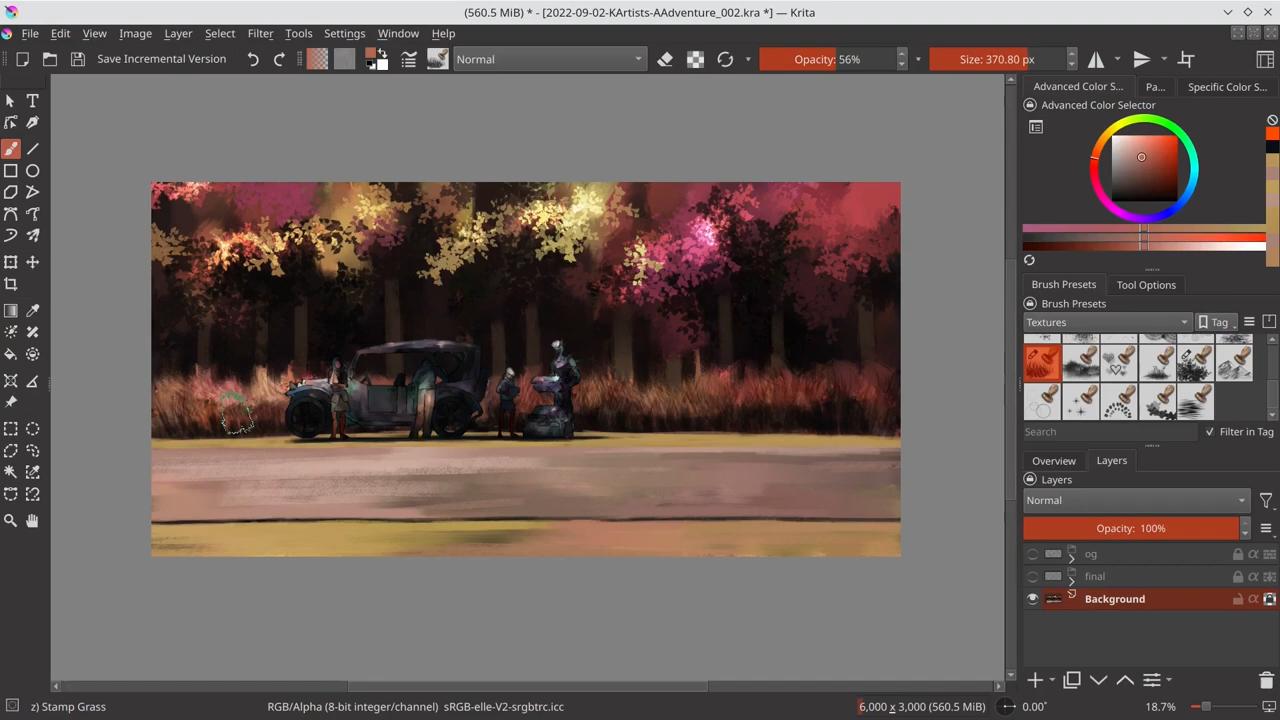 (560.5 MiB) * - [2022-09-02-KArtists-AAdventure_002.kra *] — Krita
File Edit View Image Layer Select Filter Tools Settings Window Help
Save Incremental Version
Normal
Opacity: 56%
Size: 370.80 px
Advanced Color S...
Pa...
Specific Color S...
Advanced Color Selector
Brush Presets
Tool Options
Brush Presets
Textures
Tag
Search
Filter in Tag
Overview
Layers
Layers
Normal
Opacity: 100%
og
final
Background
z) Stamp Grass
RGB/Alpha (8-bit integer/channel) sRGB-elle-V2-srgbtrc.icc
6,000 x 3,000 (560.5 MiB)
0.00°
18.7%